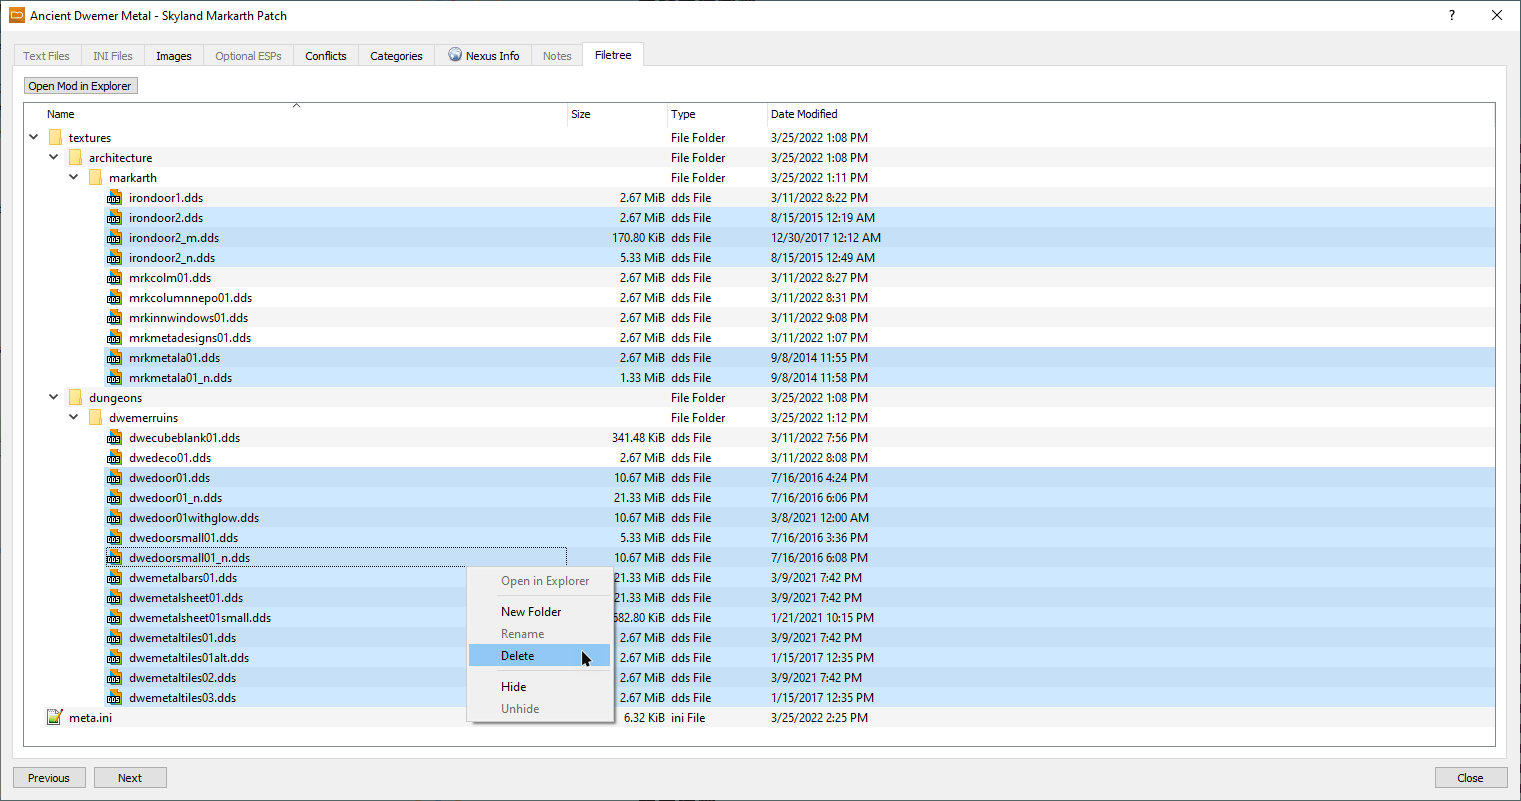 Ancient Dwemer Metal - Skyland Markarth Patch
Text Files INI Files Images Optional ESPs Conflicts Categories Nexus Info Notes Filetree
Open Mod in Explorer
Name Size Type Date Modified
textures File Folder 3/25/2022 1:08 PM
architecture File Folder 3/25/2022 1:08 PM
markarth File Folder 3/25/2022 1:11 PM
irondoor1.dds 2.67 MiB dds File 3/11/2022 8:22 PM
irondoor2.dds 2.67 MiB dds File 8/15/2015 12:19 AM
irondoor2_m.dds 170.80 KiB dds File 12/30/2017 12:12 AM
irondoor2_n.dds 5.33 MiB dds File 8/15/2015 12:49 AM
mrkcolm01.dds 2.67 MiB dds File 3/11/2022 8:27 PM
mrkcolumnnepo01.dds 2.67 MiB dds File 3/11/2022 8:31 PM
mrkinnwindows01.dds 2.67 MiB dds File 3/11/2022 9:08 PM
mrkmetadesigns01.dds 2.67 MiB dds File 3/11/2022 1:07 PM
mrkmetala01.dds 2.67 MiB dds File 9/8/2014 11:55 PM
mrkmetala01_n.dds 1.33 MiB dds File 9/8/2014 11:58 PM
dungeons File Folder 3/25/2022 1:08 PM
dwemerruins File Folder 3/25/2022 1:12 PM
dwecubeblank01.dds 341.48 KiB dds File 3/11/2022 7:56 PM
dwedeco01.dds 2.67 MiB dds File 3/11/2022 8:08 PM
dwedoor01.dds 10.67 MiB dds File 7/16/2016 4:24 PM
dwedoor01_n.dds 21.33 MiB dds File 7/16/2016 6:06 PM
dwedoor01withglow.dds 10.67 MiB dds File 3/8/2021 12:00 AM
dwedoorsmall01.dds 5.33 MiB dds File 7/16/2016 3:36 PM
dwedoorsmall01_n.dds 10.67 MiB dds File 7/16/2016 6:08 PM
dwemetalbars01.dds 21.33 MiB dds File 3/9/2021 7:42 PM
dwemetalsheet01.dds 21.33 MiB dds File 3/9/2021 7:42 PM
dwemetalsheet01small.dds 682.80 KiB dds File 1/21/2021 10:15 PM
dwemetaltiles01.dds 2.67 MiB dds File 3/9/2021 7:42 PM
dwemetaltiles01alt.dds 2.67 MiB dds File 1/15/2017 12:35 PM
dwemetaltiles02.dds 2.67 MiB dds File 3/9/2021 7:42 PM
dwemetaltiles03.dds 2.67 MiB dds File 1/15/2017 12:35 PM
meta.ini 6.32 KiB ini File 3/25/2022 2:25 PM
Open in Explorer
New Folder
Rename
Delete
Hide
Unhide
Previous Next Close